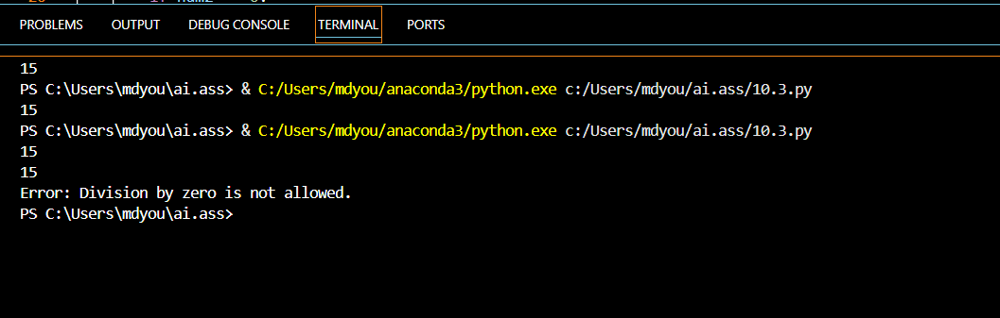 PROBLEMS OUTPUT DEBUG CONSOLE TERMINAL PORTS
15
PS C:\Users\mdyou\ai.ass> & C:/Users/mdyou/anaconda3/python.exe c:/Users/mdyou/ai.ass/10.3.py
15
PS C:\Users\mdyou\ai.ass> & C:/Users/mdyou/anaconda3/python.exe c:/Users/mdyou/ai.ass/10.3.py
15
15
Error: Division by zero is not allowed.
PS C:\Users\mdyou\ai.ass>